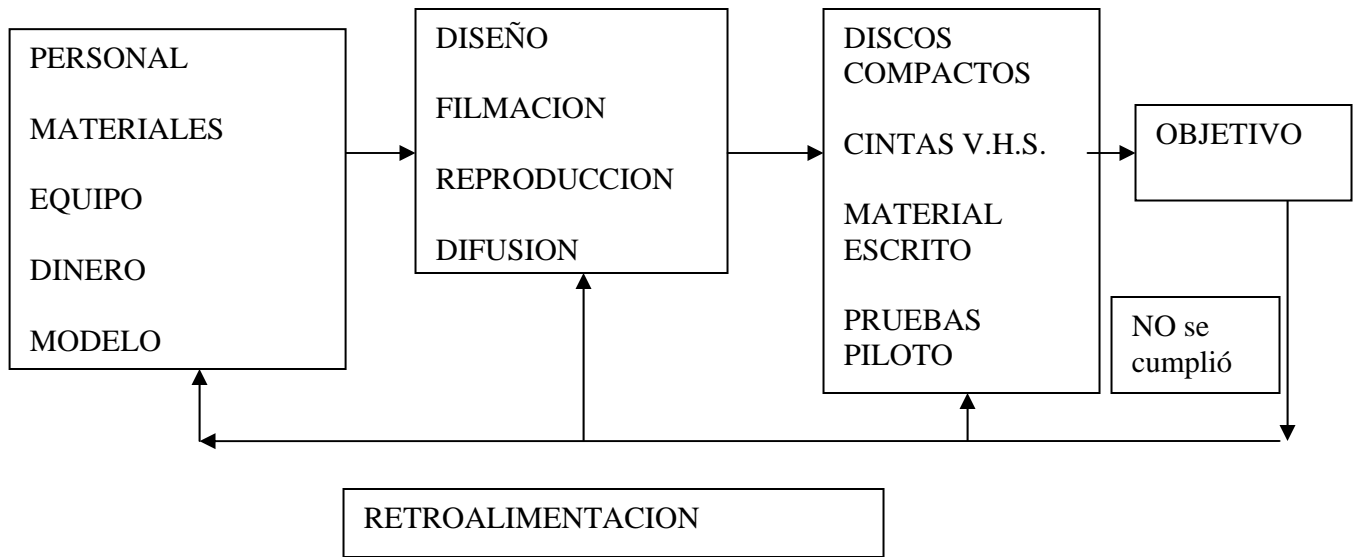 PERSONAL
MATERIALES
EQUIPO
DINERO
MODELO
DISEÑO
FILMACION
REPRODUCCION
DIFUSION
DISCOS
COMPACTOS
CINTAS V.H.S.
MATERIAL
ESCRITO
PRUEBAS
PILOTO
OBJETIVO
NO se
cumplió
RETROALIMENTACION